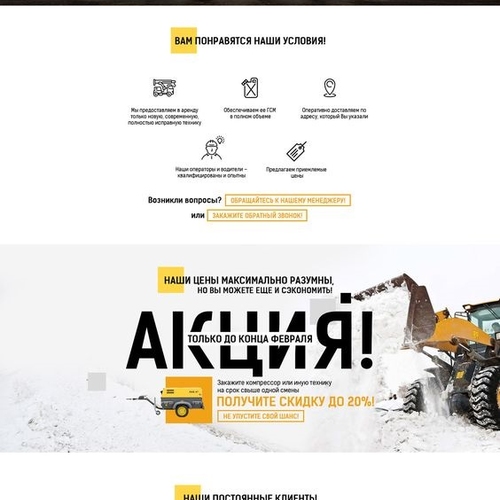 ВАМ ПОНРАВЯТСЯ НАШИ УСЛОВИЯ!
Мы предоставляем в аренду
только новую, современную,
полностью исправную технику
Обеспечиваем ее ГСМ
в полном объеме
Оперативно доставляем по
адресу, который Вы указали
Наши операторы и водители –
квалифицированы и опытны
Предлагаем приемлемые
цены
Возникли вопросы? ОБРАЩАЙТЕСЬ К НАШЕМУ МЕНЕДЖЕРУ!
или ЗАКАЖИТЕ ОБРАТНЫЙ ЗВОНОК!
НАШИ ЦЕНЫ МАКСИМАЛЬНО РАЗУМНЫ,
НО ВЫ МОЖЕТЕ ЕЩЕ И СЭКОНОМИТЬ!
АКЦИЯ!
ТОЛЬКО ДО КОНЦА ФЕВРАЛЯ
Закажите компрессор или иную технику
на срок свыше одной смены
ПОЛУЧИТЕ СКИДКУ ДО 20%!
НЕ УПУСТИТЕ СВОЙ ШАНС!
НАШИ ПОСТОЯННЫЕ КЛИЕНТЫ